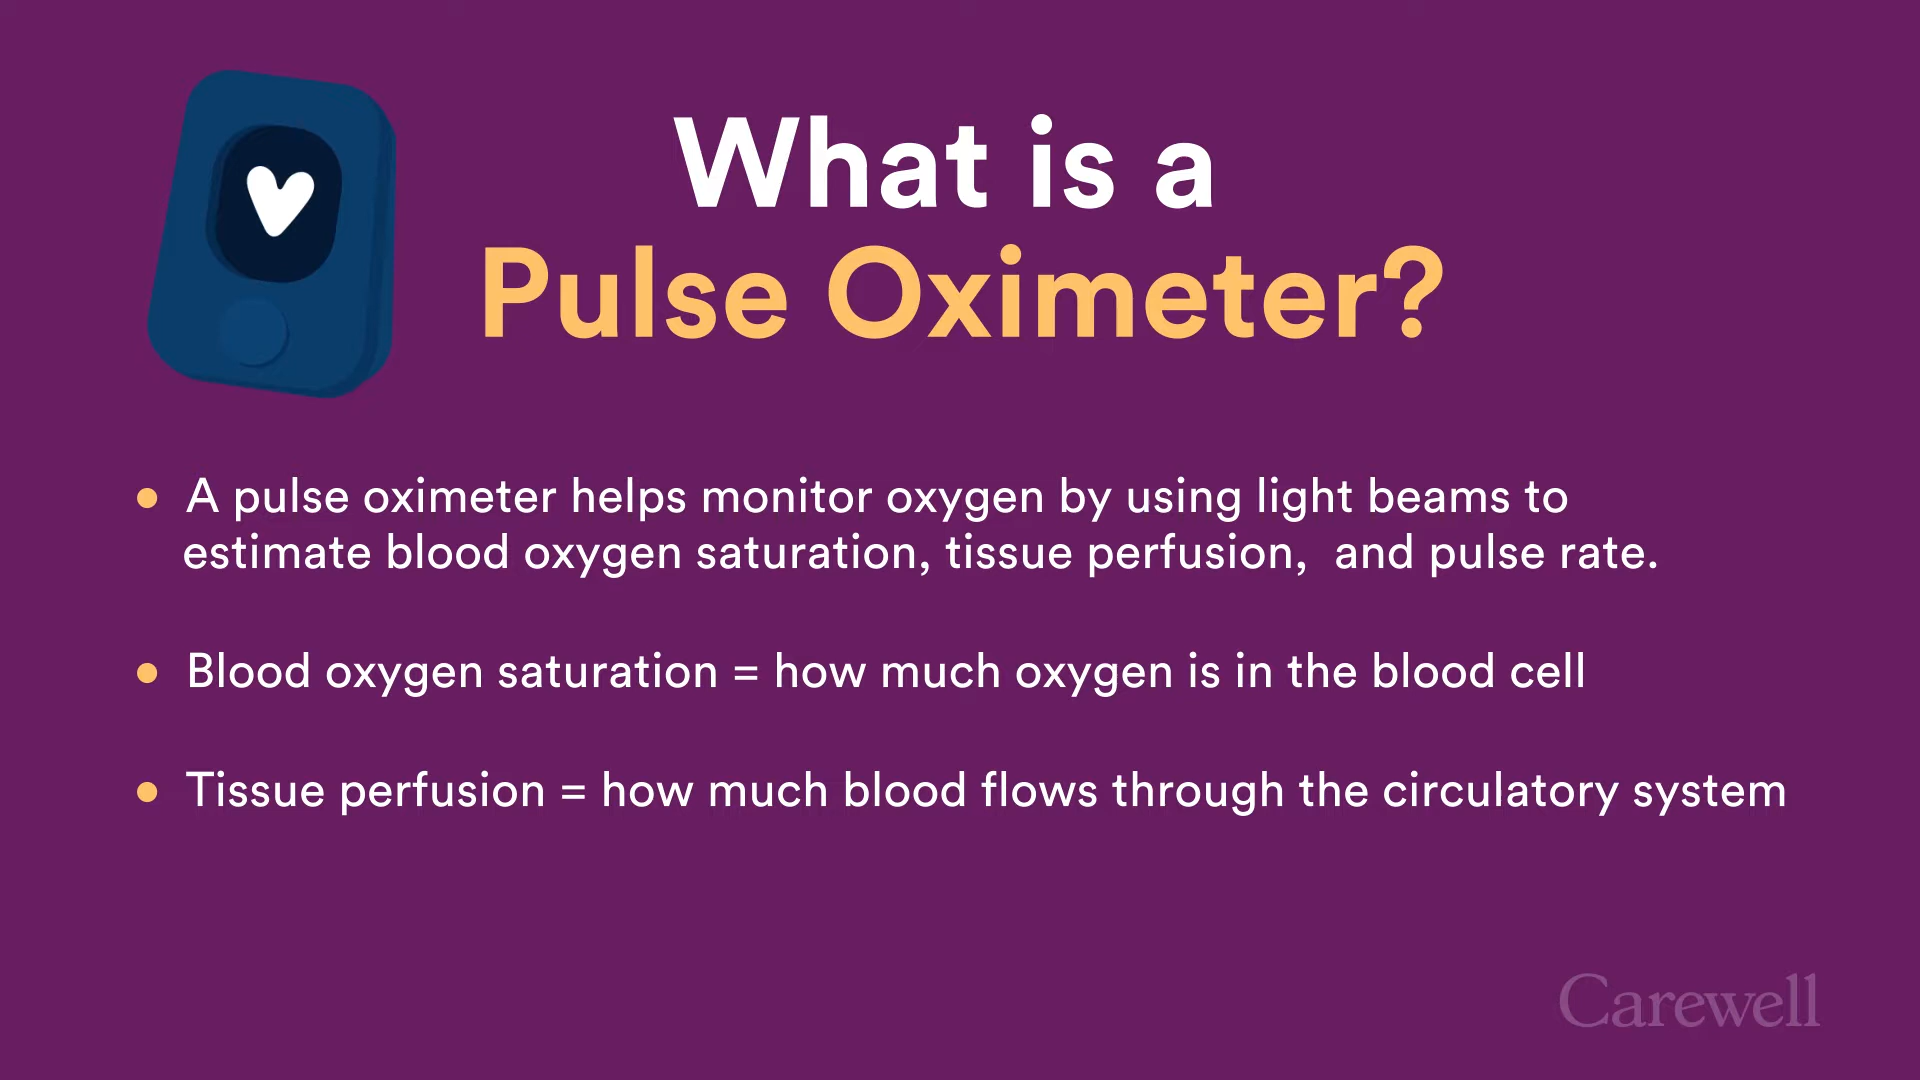 What is a
Pulse Oximeter?
• A pulse oximeter helps monitor oxygen by using light beams to
estimate blood oxygen saturation, tissue perfusion,  and pulse rate.
• Blood oxygen saturation = how much oxygen is in the blood cell
• Tissue perfusion = how much blood flows through the circulatory system
Carewell